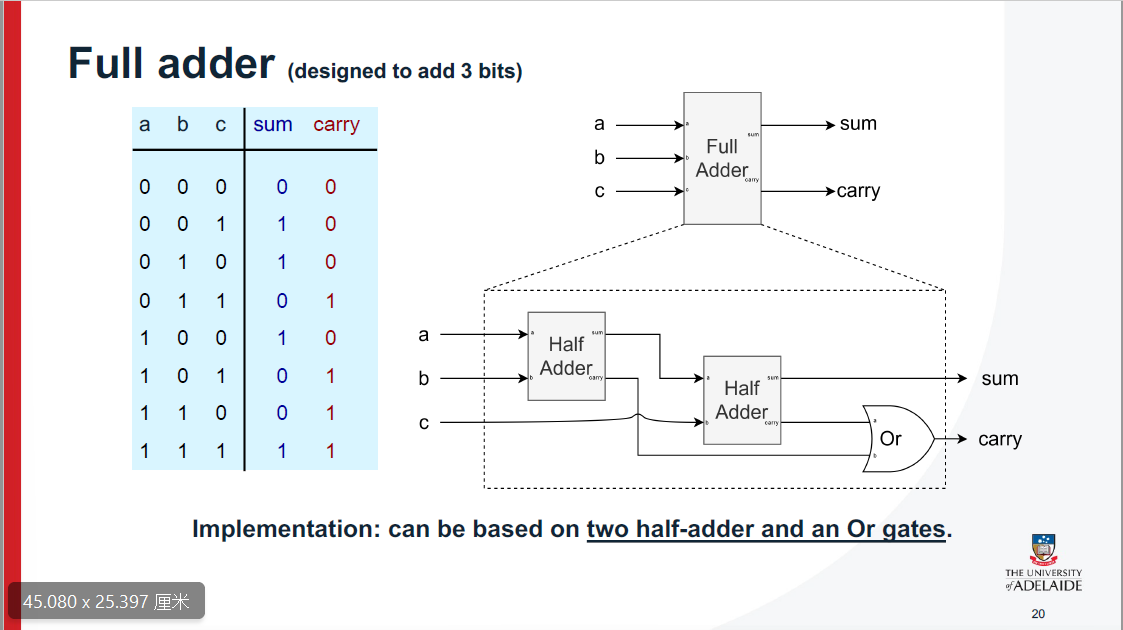 Full adder (designed to add 3 bits)
a b c sum carry
0 0 0 0 0
0 0 1 1 0
0 1 0 1 0
0 1 1 0 1
1 0 0 1 0
1 0 1 0 1
1 1 0 0 1
1 1 1 1 1
a
b
c
a
b
c
Full
Adder
sum
carry
sum
carry
a
b
c
a
b
Half
Adder
sum
carry
a
b
Half
Adder
sum
carry
a
b
Or
sum
carry
Implementation: can be based on two half-adder and an Or gates.
THE UNIVERSITY
of ADELAIDE
20
45.080 x 25.397 厘米